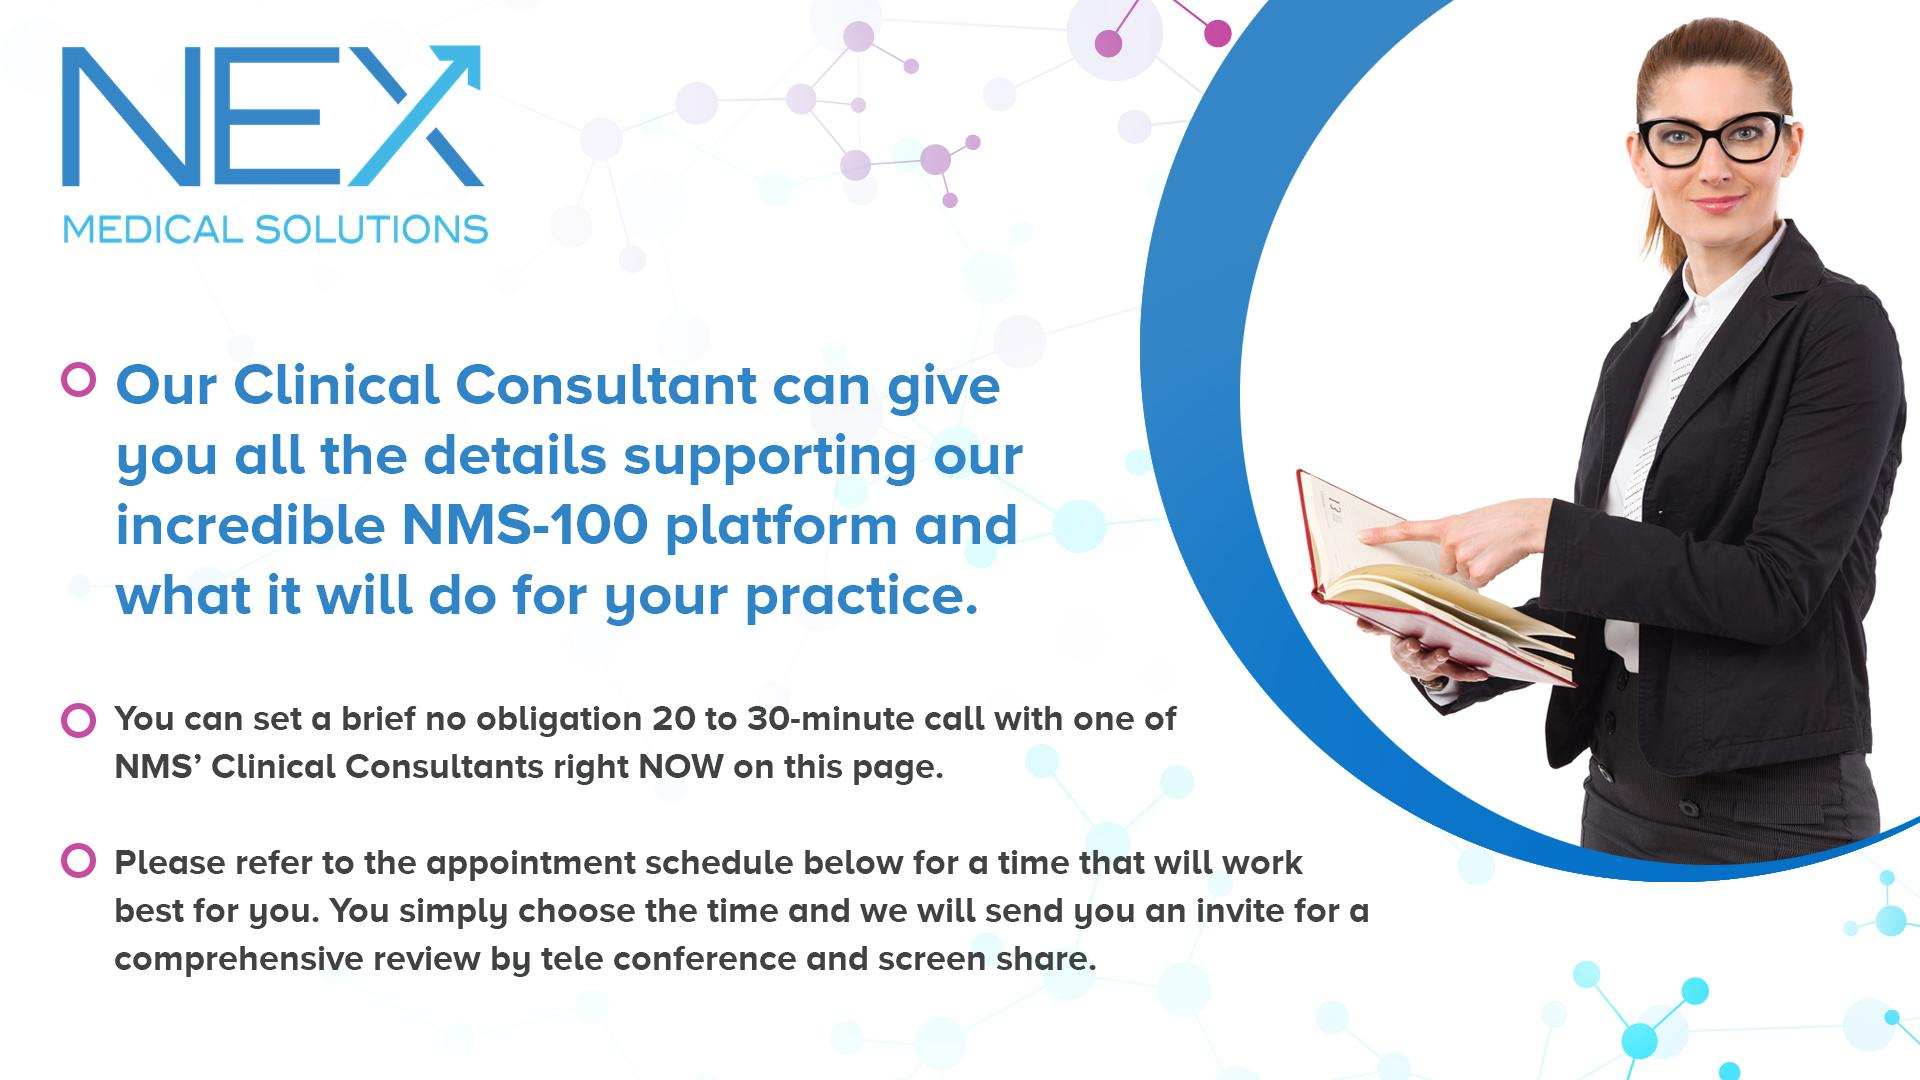 NEX
MEDICAL SOLUTIONS
Our Clinical Consultant can give
you all the details supporting our
incredible NMS-100 platform and
what it will do for your practice.
You can set a brief no obligation 20 to 30-minute call with one of
NMS’ Clinical Consultants right NOW on this page.
Please refer to the appointment schedule below for a time that will work
best for you. You simply choose the time and we will send you an invite for a
comprehensive review by tele conference and screen share.
13